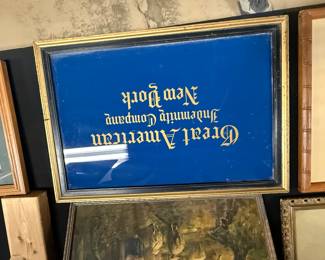 Great American
Indemnity Company
New York